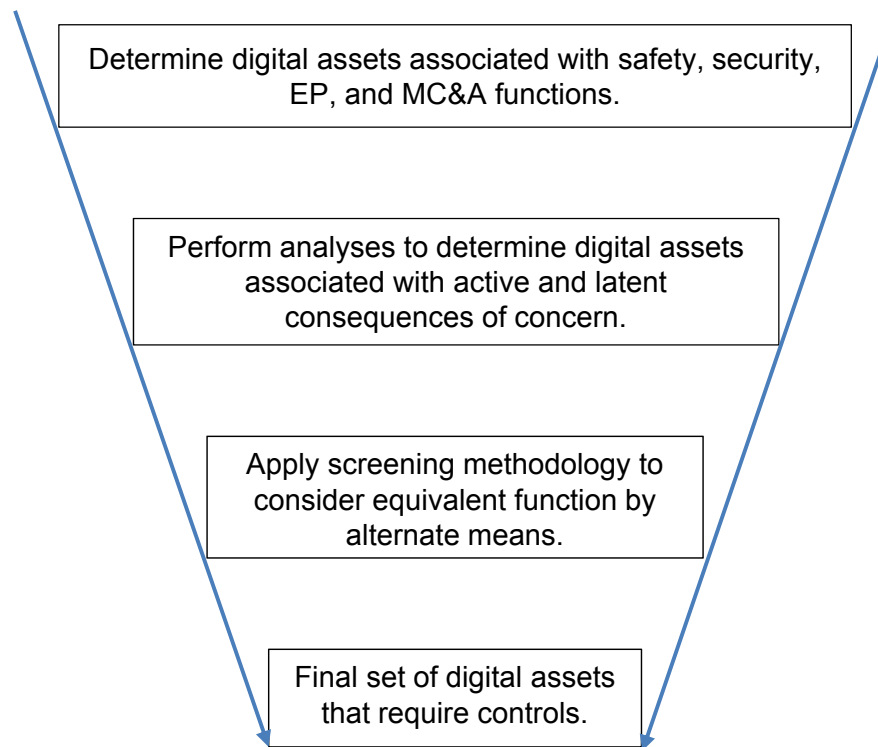 Determine digital assets associated with safety, security,
EP, and MC&A functions.
Perform analyses to determine digital assets
associated with active and latent
consequences of concern.
Apply screening methodology to
consider equivalent function by
alternate means.
Final set of digital assets
that require controls.